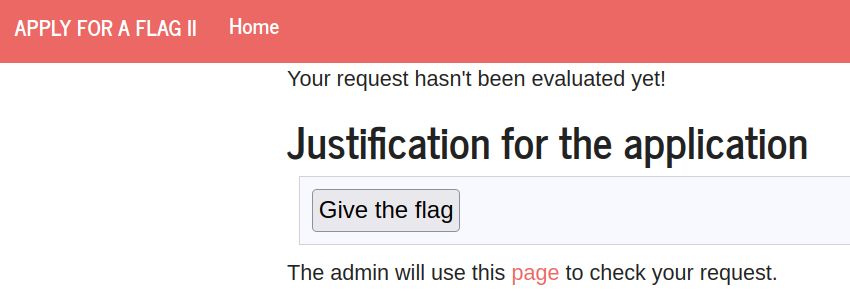 APPLY FOR A FLAG II Home
Your request hasn't been evaluated yet!
Justification for the application
Give the flag
The admin will use this page to check your request.